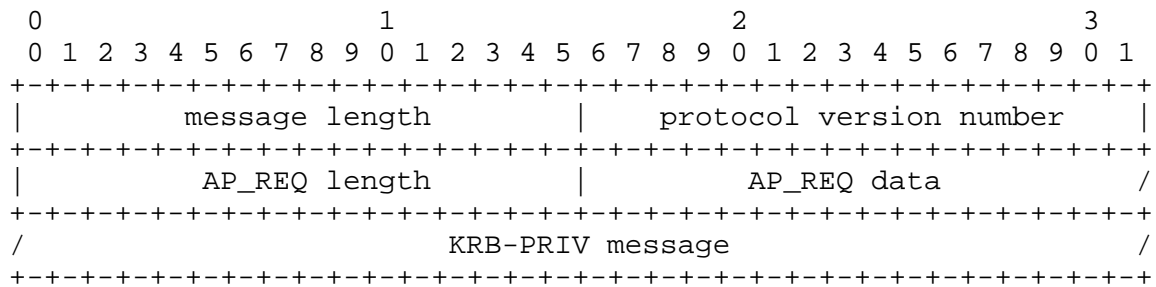 0                   1                   2                   3
 0 1 2 3 4 5 6 7 8 9 0 1 2 3 4 5 6 7 8 9 0 1 2 3 4 5 6 7 8 9 0 1
+-+-+-+-+-+-+-+-+-+-+-+-+-+-+-+-+-+-+-+-+-+-+-+-+-+-+-+-+-+-+-+-+
|         message length        |    protocol version number    |
+-+-+-+-+-+-+-+-+-+-+-+-+-+-+-+-+-+-+-+-+-+-+-+-+-+-+-+-+-+-+-+-+
|          AP_REQ length        |         AP_REQ data           /
+-+-+-+-+-+-+-+-+-+-+-+-+-+-+-+-+-+-+-+-+-+-+-+-+-+-+-+-+-+-+-+-+
/                        KRB-PRIV message                       /
+-+-+-+-+-+-+-+-+-+-+-+-+-+-+-+-+-+-+-+-+-+-+-+-+-+-+-+-+-+-+-+-+